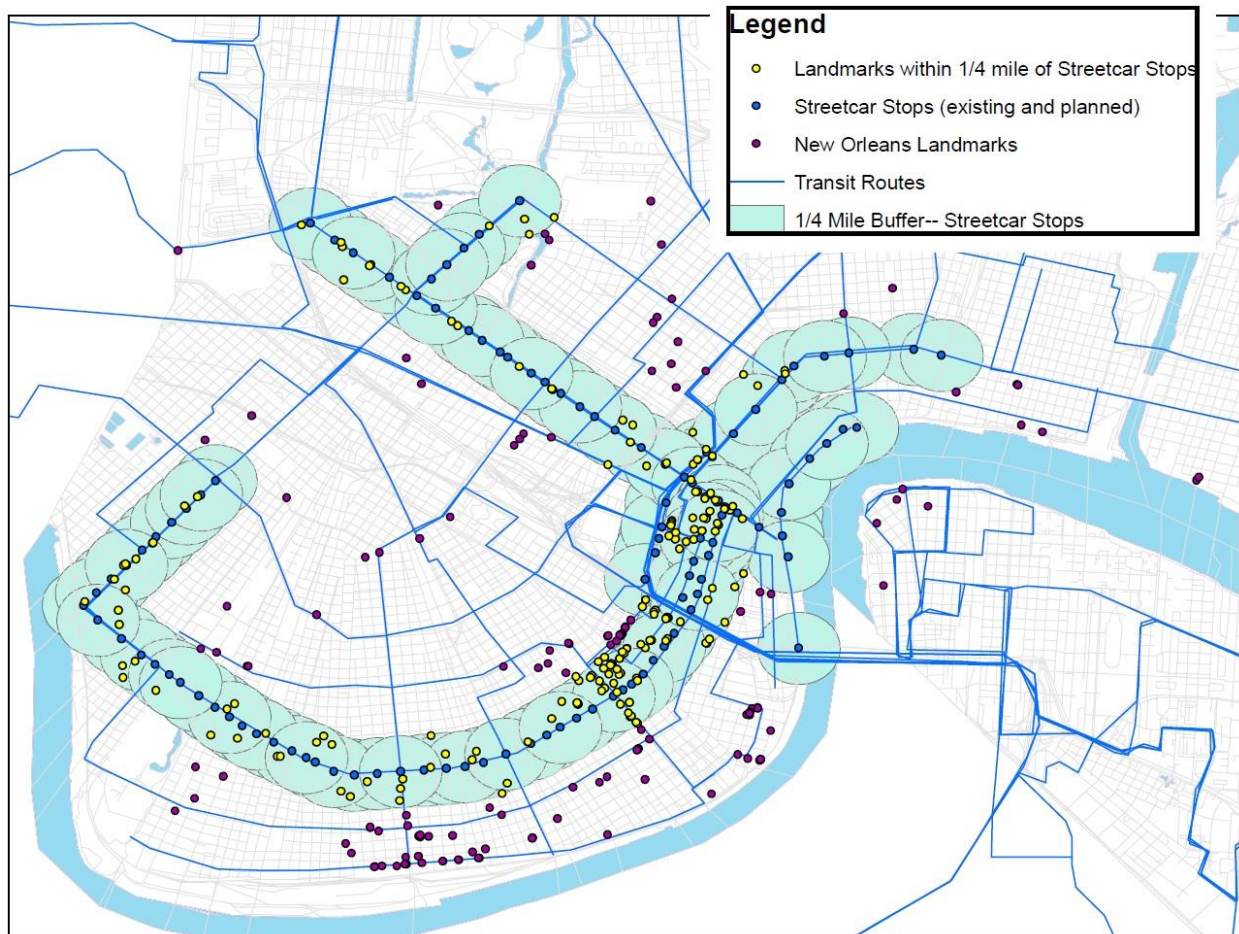 Legend
Landmarks within 1/4 mile of Streetcar Stops
Streetcar Stops (existing and planned)
New Orleans Landmarks
Transit Routes
1/4 Mile Buffer-- Streetcar Stops